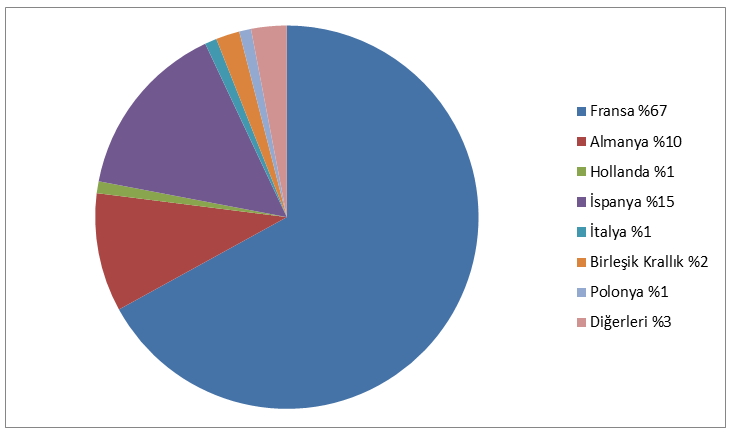 Fransa %67
Almanya %10
Hollanda %1
İspanya %15
İtalya %1
Birleşik Krallık %2
Polonya %1
Diğerleri %3